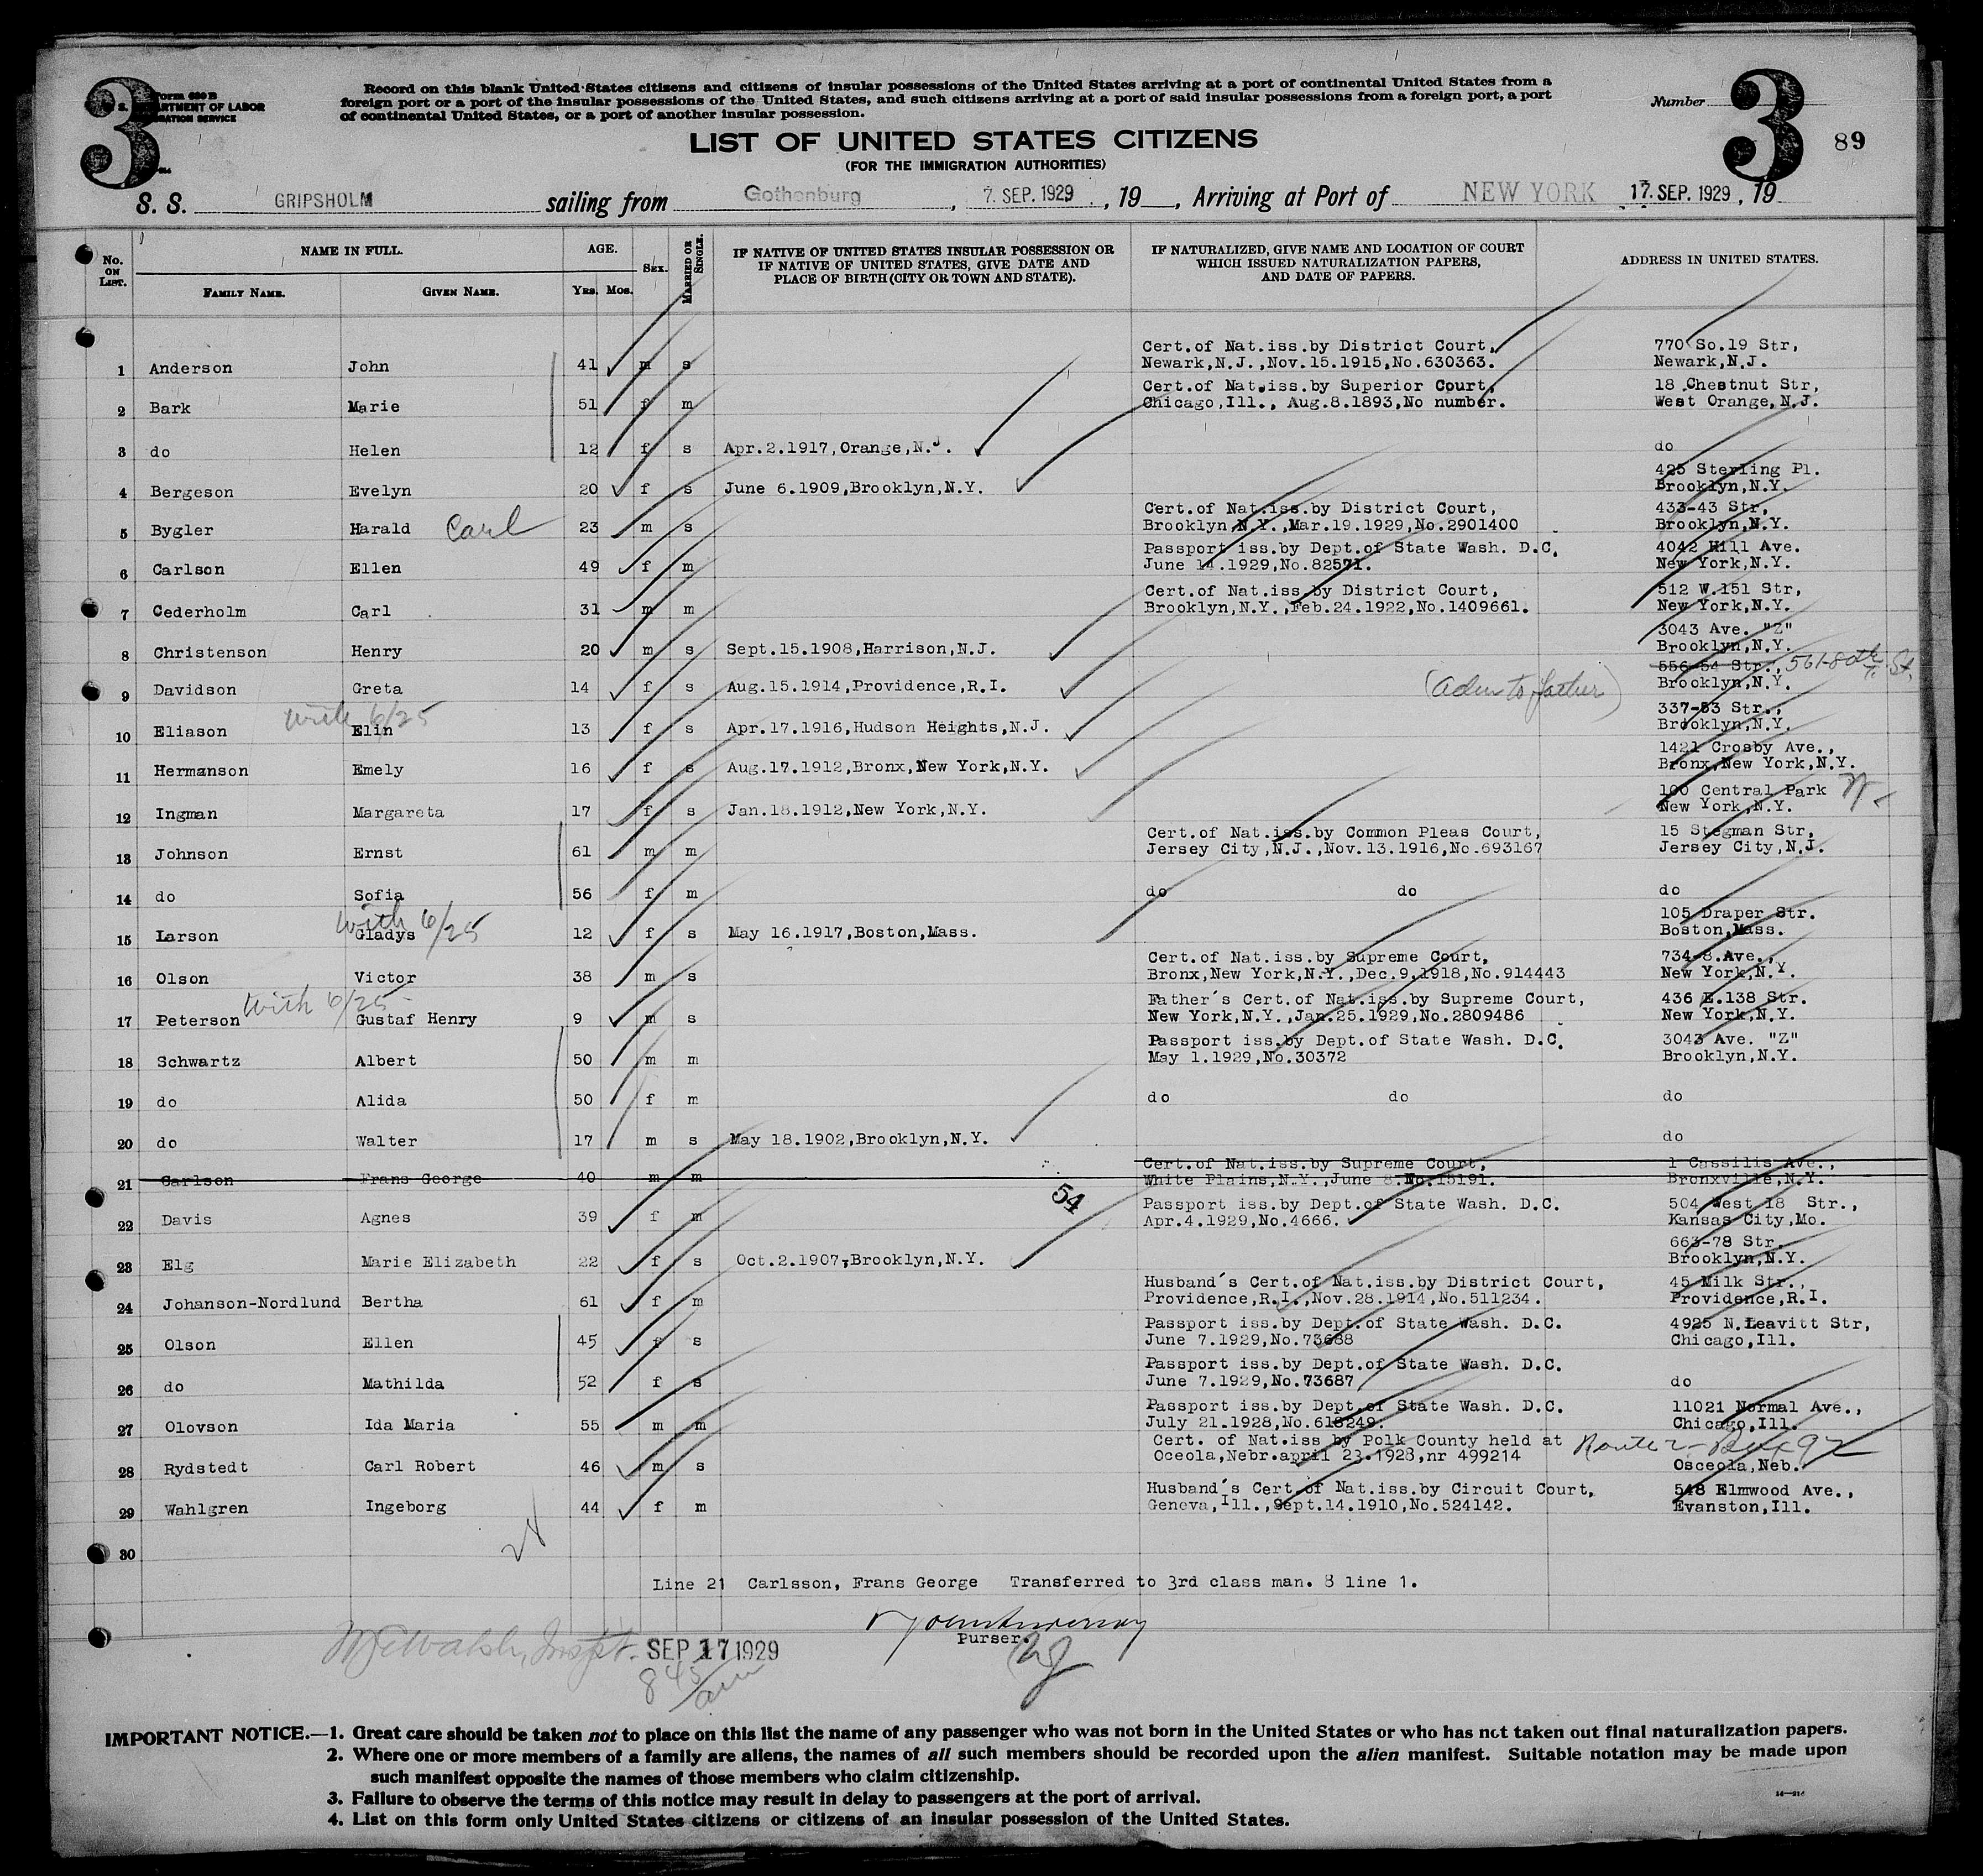 3
Form 630 B
U. S. DEPARTMENT OF LABOR
IMMIGRATION SERVICE
Record on this blank United States citizens and citizens of insular possessions of the United States arriving at a port of continental United States from a
foreign port or a port of the insular possessions of the United States, and such citizens arriving at a port of said insular possessions from a foreign port, a port
of continental United States, or a port of another insular possession.
Number 3
89
LIST OF UNITED STATES CITIZENS
(FOR THE IMMIGRATION AUTHORITIES)
S. S. GRIPSHOLM sailing from Gothenburg, 7. SEP. 1929, 19 , Arriving at Port of NEW YORK 17. SEP. 1929, 19
No. ON LIST. NAME IN FULL. FAMILY NAME. GIVEN NAME. AGE. YRS. MOS. SEX. MARRIED OR SINGLE. IF NATIVE OF UNITED STATES INSULAR POSSESSION OR IF NATIVE OF UNITED STATES, GIVE DATE AND PLACE OF BIRTH (CITY OR TOWN AND STATE). IF NATURALIZED, GIVE NAME AND LOCATION OF COURT WHICH ISSUED NATURALIZATION PAPERS, AND DATE OF PAPERS. ADDRESS IN UNITED STATES.
Cert.of Nat.iss.by District Court, 770 So.19 Str,
1 Anderson John 41 m s Newark,N.J.,Nov.15.1915,No.630363. Newark,N.J.
Cert.of Nat.iss.by Superior Court, 18 Chestnut Str,
2 Bark Marie 51 f m Chicago,Ill., Aug.8.1893,No number. West Orange,N.J.
3 do Helen 12 f s Apr.2.1917,Orange,N.J. do
425 Sterling Pl.
4 Bergeson Evelyn 20 f s June 6.1909,Brooklyn,N.Y. Brooklyn,N.Y.
Cert.of Nat.iss.by District Court, 433-43 Str,
5 Bygler Harald Carl 23 m s Brooklyn N.Y.,Mar.19.1929,No.2901400 Brooklyn,N.Y.
Passport iss.by Dept.of State Wash. D.C. 4042 Hill Ave.
6 Carlson Ellen 49 f m June 14.1929,No.82571. New York,N.Y.
Cert.of Nat.iss by District Court, 512 W.151 Str,
7 Cederholm Carl 31 m m Brooklyn,N.Y.,Feb.24.1922,No.1409661. New York,N.Y.
3043 Ave. "Z"
8 Christenson Henry 20 m s Sept.15.1908,Harrison,N.J. Brooklyn,N.Y.
556-54 Str., 561-80th St.
9 Davidson Greta 14 f s Aug.15.1914,Providence,R.I. (Adm to father) Brooklyn,N.Y.
with 6/25 337-53 Str.,
10 Eliason Elin 13 f s Apr.17.1916,Hudson Heights,N.J. Brooklyn,N.Y.
1421 Crosby Ave.,
11 Hermanson Emely 16 f s Aug.17.1912,Bronx,New York,N.Y. Bronx,New York,N.Y.
100 Central Park W.
12 Ingman Margareta 17 f s Jan.18.1912,New York,N.Y. New York,N.Y.
Cert.of Nat.iss.by Common Pleas Court, 15 Stegman Str,
13 Johnson Ernst 61 m m Jersey City,N.J.,Nov.13.1916,No.693167 Jersey City,N.J.
14 do Sofia 56 f m do do do
with 6/25 105 Draper Str.
15 Larson Gladys 12 f s May 16.1917,Boston,Mass. Boston,Mass.
Cert.of Nat.iss.by Supreme Court, 734-8.Ave.,
16 Olson Victor 38 m s Bronx,New York,N.Y.,Dec.9,1918,No.914443 New York,N.Y.
with 6/25 Father's Cert.of Nat.iss.by Supreme Court, 436 E.138 Str.
17 Peterson Gustaf Henry 9 m s New York,N.Y.,Jan.25.1929,No.2809486 New York,N.Y.
Passport iss.by Dept.of State Wash. D.C. 3043 Ave. "Z"
18 Schwartz Albert 50 m m May 1.1929,No.30372 Brooklyn,N.Y.
19 do Alida 50 f m do do do
20 do Walter 17 m s May 18.1902,Brooklyn,N.Y. do
Cert.of Nat.iss.by Supreme Court, 1 Cassilis Ave.,
21 Carlson Frans George 40 m m White Plains,N.Y.,June 8.No.15191. Bronxville,N.Y.
54 Passport iss.by Dept.of State Wash. D.C. 504 West 18 Str.,
22 Davis Agnes 39 f m Apr.4.1929,No.4666. Kansas City,Mo.
663-78 Str.
23 Elg Marie Elizabeth 22 f s Oct.2.1907,Brooklyn,N.Y. Brooklyn,N.Y.
Husband's Cert.of Nat.iss.by District Court, 45 Milk Str.,
24 Johanson-Nordlund Bertha 61 f m Providence,R.I.,Nov.28.1914,No.511234. Providence,R.I.
Passport iss.by Dept.of State Wash. D.C. 4925 N.Leavitt Str,
25 Olson Ellen 45 f s June 7.1929,No.73688 Chicago,Ill.
Passport iss.by Dept.of State Wash. D.C.
26 do Mathilda 52 f s June 7.1929,No.73687 do
Passport iss.by Dept.of State Wash. D.C. 11021 Normal Ave.,
27 Olovson Ida Maria 55 m m July 21.1928,No.618249. Chicago,Ill.
Cert. of Nat.iss by Polk County held at Route 2 - Box 92
28 Rydstedt Carl Robert 46 m s Oceola,Nebr.april 23.1928,nr 499214 Osceola,Neb.
Husband's Cert.of Nat.iss.by Circuit Court, 548 Elmwood Ave.,
29 Wahlgren Ingeborg 44 f m Geneva,Ill.,Sept.14.1910,No.524142. Evanston,Ill.
30
Line 21 Carlsson, Frans George Transferred to 3rd class man. 8 line 1.
Purser.
Walsh, Inspt. SEP 17 1929
8 45 am
IMPORTANT NOTICE.—1. Great care should be taken not to place on this list the name of any passenger who was not born in the United States or who has not taken out final naturalization papers.
2. Where one or more members of a family are aliens, the names of all such members should be recorded upon the alien manifest. Suitable notation may be made upon
such manifest opposite the names of those members who claim citizenship.
3. Failure to observe the terms of this notice may result in delay to passengers at the port of arrival.
4. List on this form only United States citizens or citizens of an insular possession of the United States.